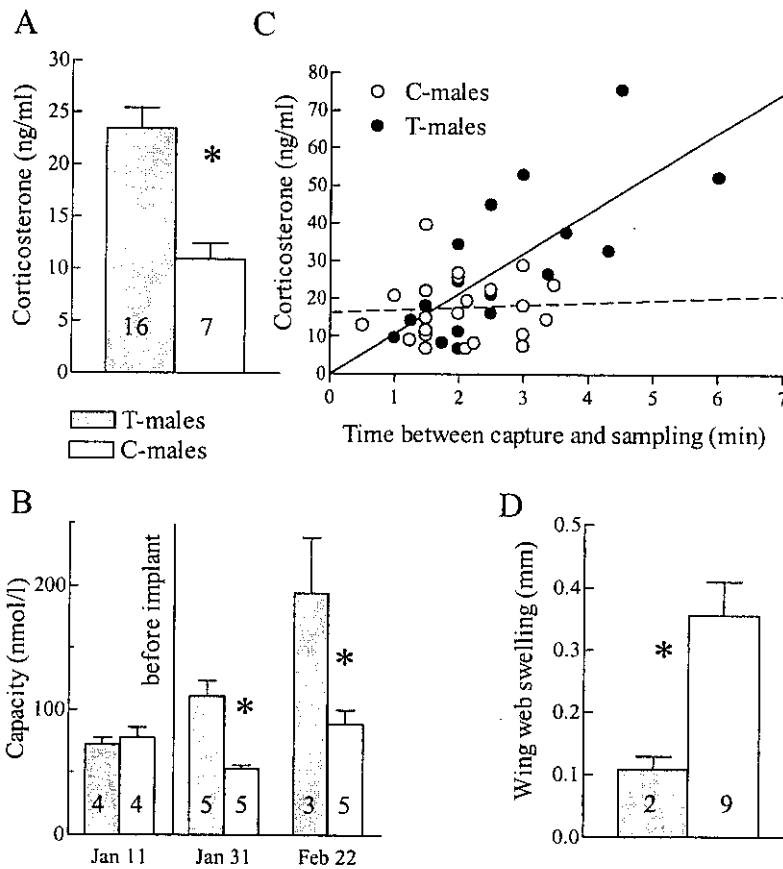 A
30
25
20
15
10
5
0
Corticosterone (ng/ml)
*
16
7
T-males
C-males
C
80
70
60
50
40
30
20
10
0
Corticosterone (ng/ml)
C-males
T-males
0 1 2 3 4 5 6 7
Time between capture and sampling (min)
B
200
100
0
Capacity (nmol/l)
before implant
*
*
4 4 5 5 3 5
Jan 11 Jan 31 Feb 22
D
0.5
0.4
0.3
0.2
0.1
0.0
Wing web swelling (mm)
*
2
9